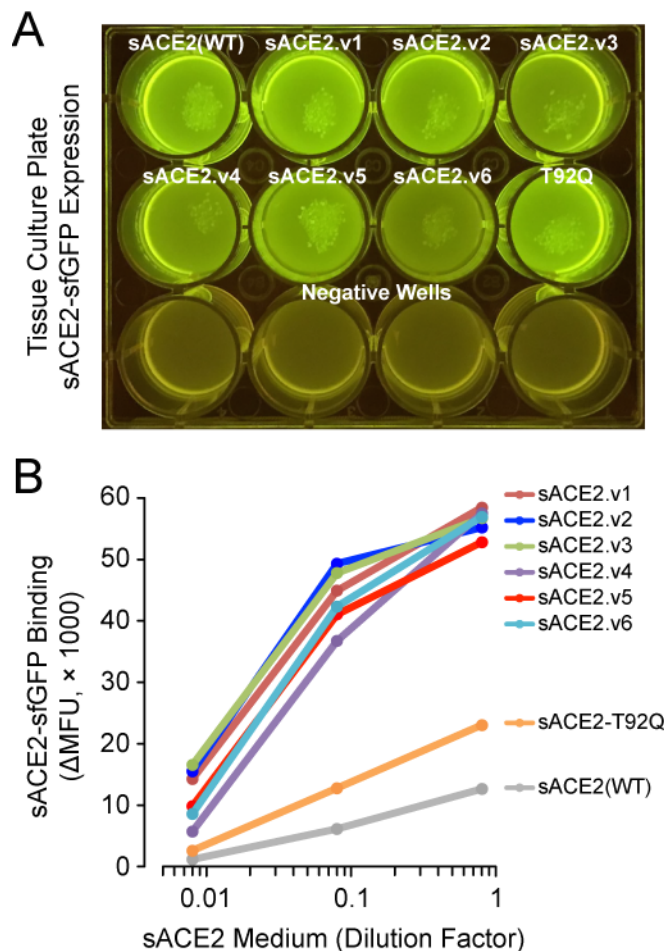 A
Tissue Culture Plate
sACE2-sfGFP Expression
sACE2(WT) sACE2.v1 sACE2.v2 sACE2.v3
sACE2.v4 sACE2.v5 sACE2.v6 T92Q
Negative Wells
B
sACE2-sfGFP Binding
(ΔMFU, × 1000)
60
50
40
30
20
10
0
0.01 0.1 1
sACE2 Medium (Dilution Factor)
sACE2.v1
sACE2.v2
sACE2.v3
sACE2.v4
sACE2.v5
sACE2.v6
sACE2-T92Q
sACE2(WT)